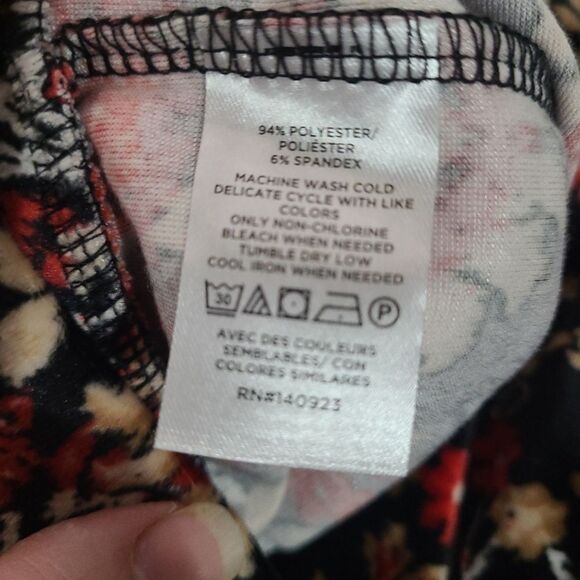 94% POLYESTER/
POLIÉSTER
6% SPANDEX
MACHINE WASH COLD
DELICATE CYCLE WITH LIKE
COLORS
ONLY NON-CHLORINE
BLEACH WHEN NEEDED
TUMBLE DRY LOW
COOL IRON WHEN NEEDED
30 P
AVEC DES COULEURS
SEMBLABLES/ CON
COLORES SIMILARES
RN#140923